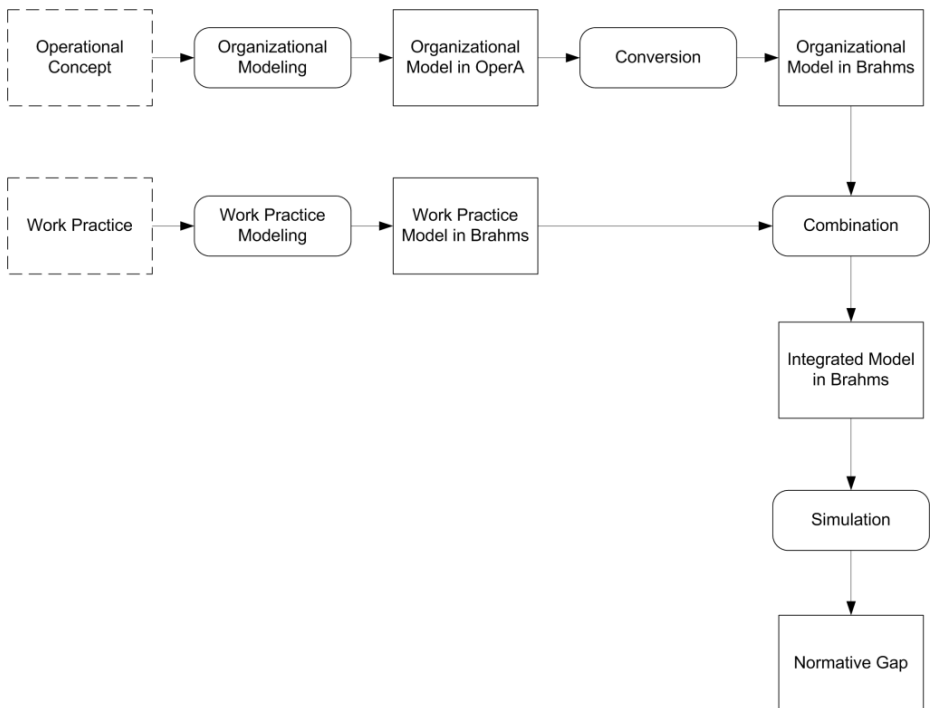 Operational
Concept
Organizational
Modeling
Organizational
Model in OperA
Conversion
Organizational
Model in Brahms
Work Practice
Work Practice
Modeling
Work Practice
Model in Brahms
Combination
Integrated Model
in Brahms
Simulation
Normative Gap